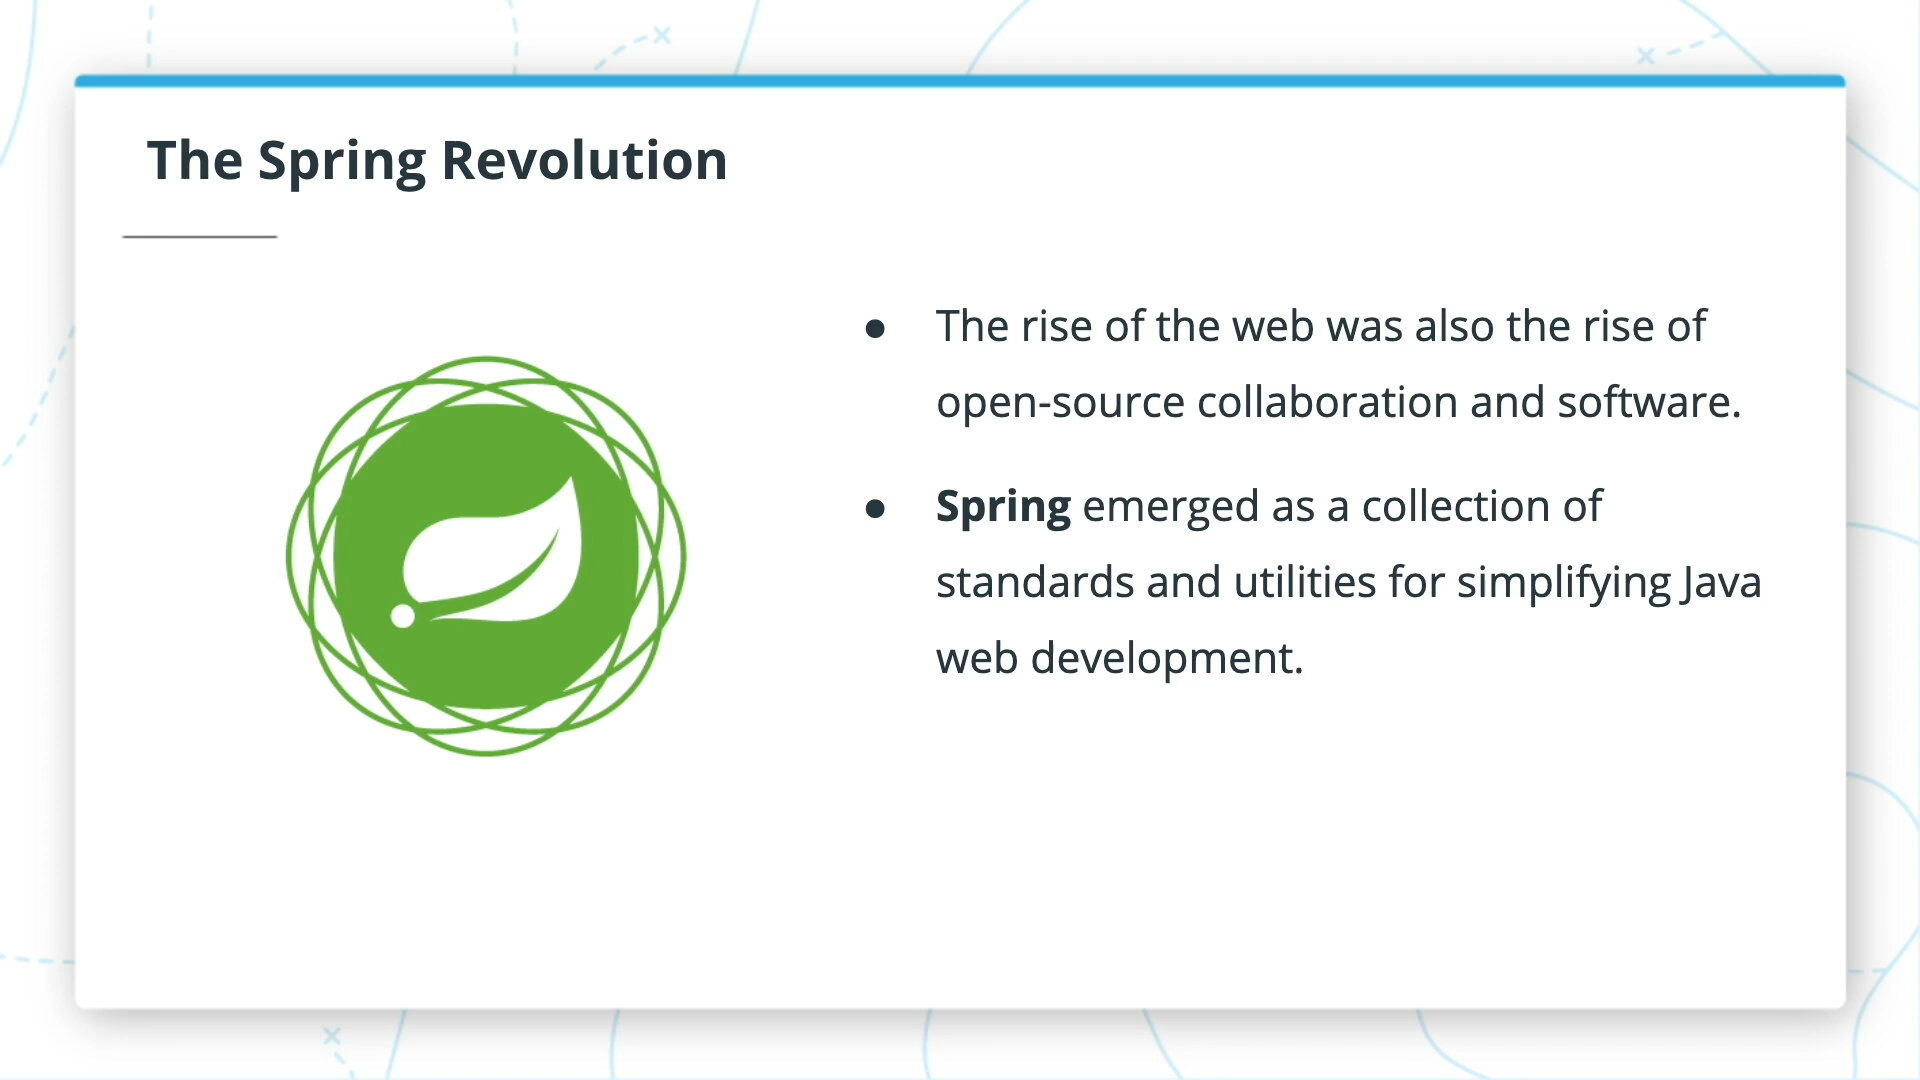 The Spring Revolution
● The rise of the web was also the rise of
open-source collaboration and software.
● Spring emerged as a collection of
standards and utilities for simplifying Java
web development.